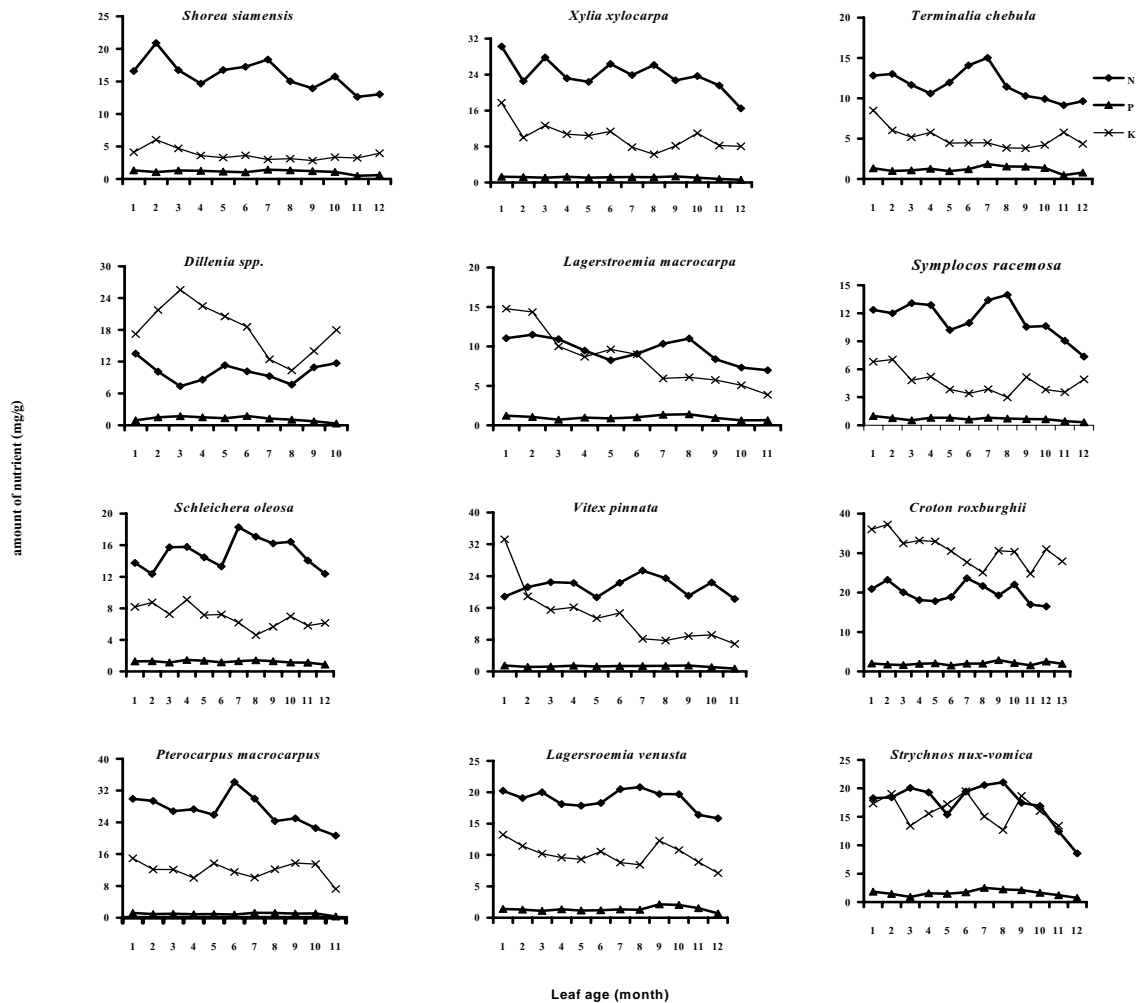 Shorea siamensis
25
20
15
10
5
0
1 2 3 4 5 6 7 8 9 10 11 12
Xylia xylocarpa
32
24
16
8
0
1 2 3 4 5 6 7 8 9 10 11 12
Terminalia chebula
20
15
10
5
0
1 2 3 4 5 6 7 8 9 10 11 12
N
P
K
Dillenia spp.
30
24
18
12
6
0
1 2 3 4 5 6 7 8 9 10
Lagerstroemia macrocarpa
20
15
10
5
0
1 2 3 4 5 6 7 8 9 10 11
Symplocos racemosa
15
12
9
6
3
0
1 2 3 4 5 6 7 8 9 10 11 12
amount of nutrient (mg/g)
Schleichera oleosa
20
16
12
8
4
0
1 2 3 4 5 6 7 8 9 10 11 12
Vitex pinnata
40
32
24
16
8
0
1 2 3 4 5 6 7 8 9 10 11
Croton roxburghii
40
30
20
10
0
1 2 3 4 5 6 7 8 9 10 11 12 13
Pterocarpus macrocarpus
40
32
24
16
8
0
1 2 3 4 5 6 7 8 9 10 11
Lagersroemia venusta
25
20
15
10
5
0
1 2 3 4 5 6 7 8 9 10 11 12
Strychnos nux-vomica
25
20
15
10
5
0
1 2 3 4 5 6 7 8 9 10 11 12
Leaf age (month)